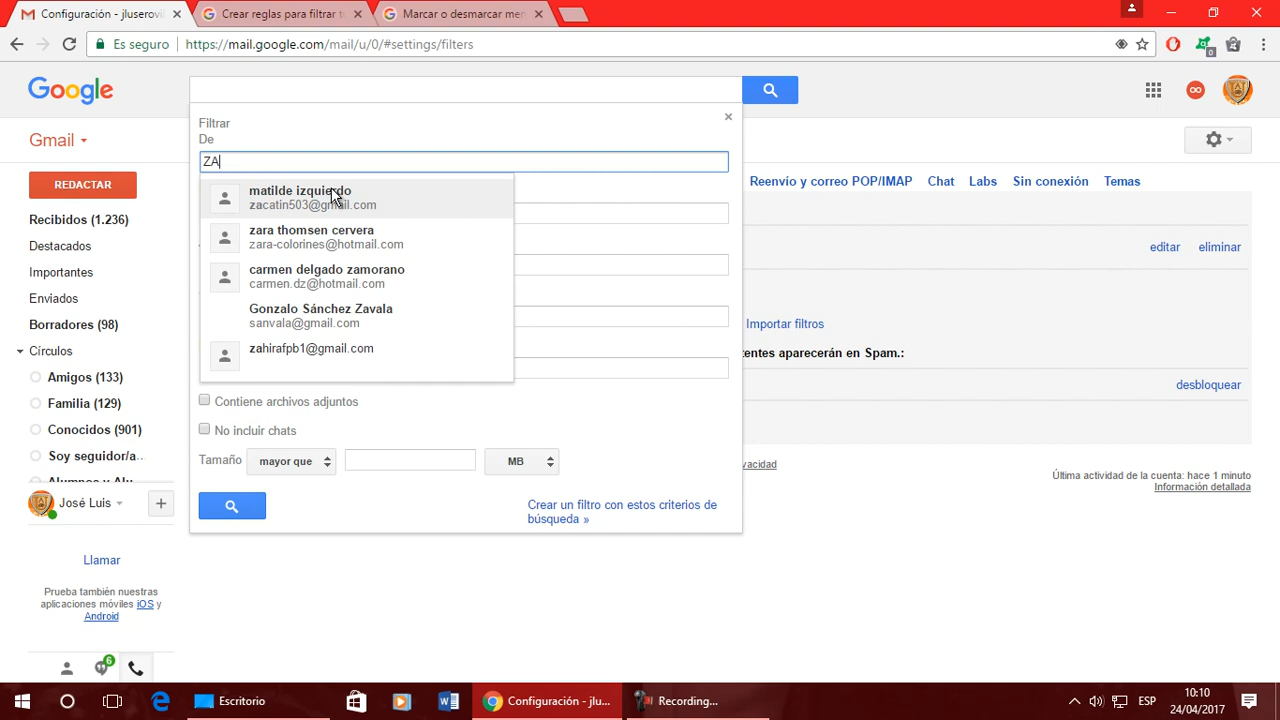 Configuración - jluserovil
Crear reglas para filtrar t
Marcar o desmarcar men
Es seguro https://mail.google.com/mail/u/0/#settings/filters
0
Google
Gmail
REDACTAR
Recibidos (1.236)
Destacados
Importantes
Enviados
Borradores (98)
Círculos
Amigos (133)
Familia (129)
Conocidos (901)
Soy seguidor/a...
José Luis
Llamar
Prueba también nuestras
aplicaciones móviles iOS y
Android
6
Filtrar
De
ZA
matilde izquierdo
zacatin503@gmail.com
zara thomsen cervera
zara-colorines@hotmail.com
carmen delgado zamorano
carmen.dz@hotmail.com
Gonzalo Sánchez Zavala
sanvala@gmail.com
zahirafpb1@gmail.com
Contiene archivos adjuntos
No incluir chats
Tamaño mayor que MB
Crear un filtro con estos criterios de
búsqueda »
Reenvío y correo POP/IMAP Chat Labs Sin conexión Temas
editar eliminar
Importar filtros
tentes aparecerán en Spam.:
desbloquear
vacidad
Última actividad de la cuenta: hace 1 minuto
Información detallada
Escritorio
Configuración - jlu...
Recording...
ESP
10:10
24/04/2017